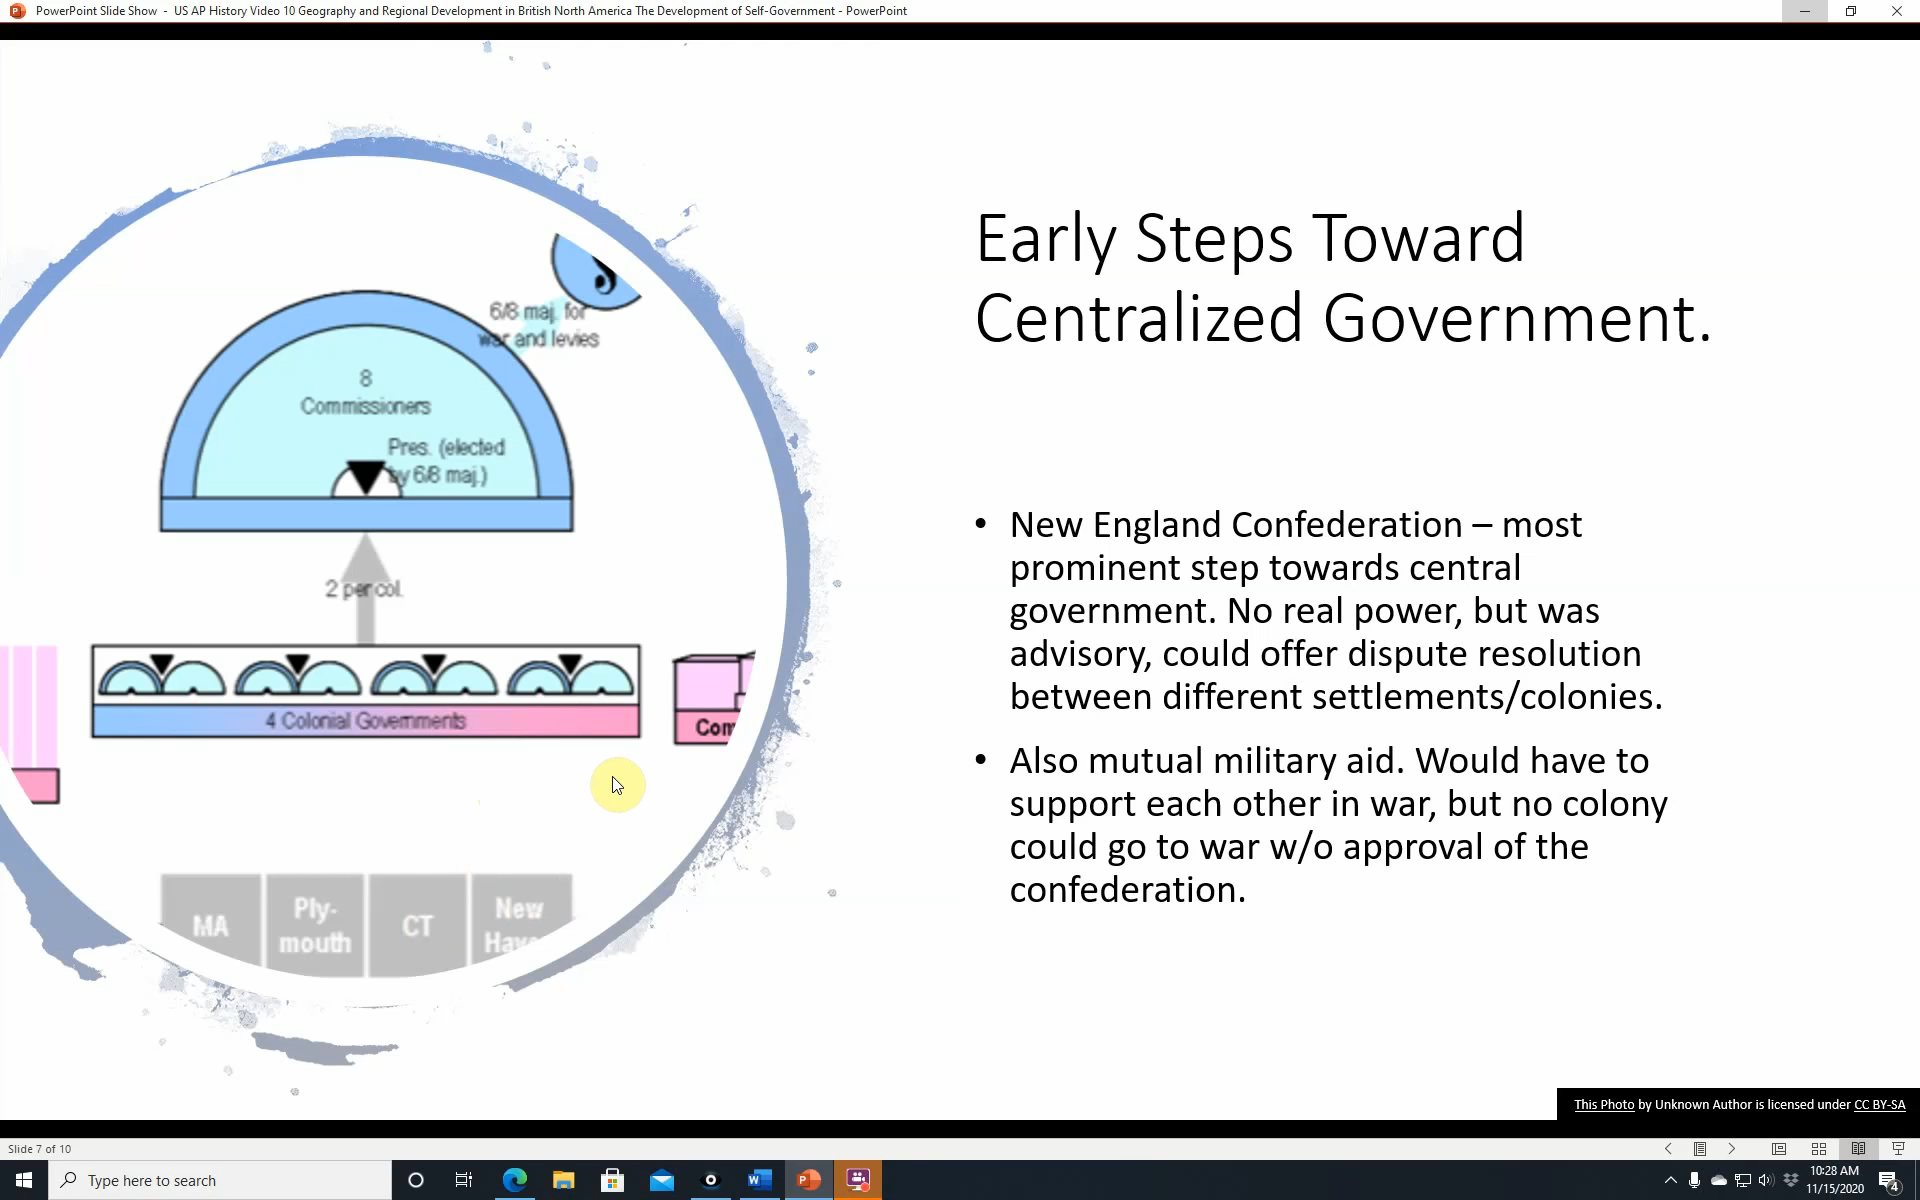 PowerPoint Slide Show - US AP History Video 10 Geography and Regional Development in British North America The Development of Self-Government - PowerPoint
6/8 maj. for
war and levies
8
Commissioners
Pres. (elected
by 6/8 maj.)
2 per col.
4 Colonial Governments
MA
Ply-
mouth
CT
New
Early Steps Toward
Centralized Government.
• New England Confederation – most
prominent step towards central
government. No real power, but was
advisory, could offer dispute resolution
between different settlements/colonies.
• Also mutual military aid. Would have to
support each other in war, but no colony
could go to war w/o approval of the
confederation.
This Photo by Unknown Author is licensed under CC BY-SA
Slide 7 of 10
Type here to search
10:28 AM
11/15/2020
4